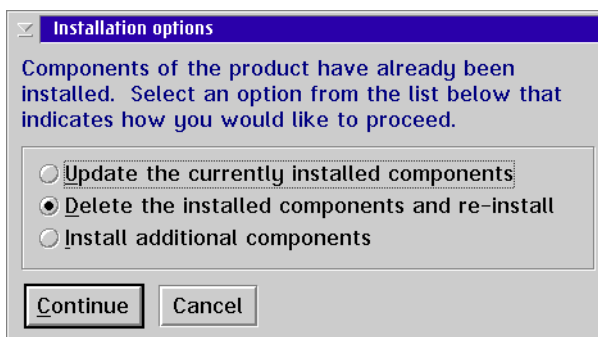 Installation options
Components of the product have already been
installed.  Select an option from the list below that
indicates how you would like to proceed.
Update the currently installed components
Delete the installed components and re-install
Install additional components
Continue
Cancel